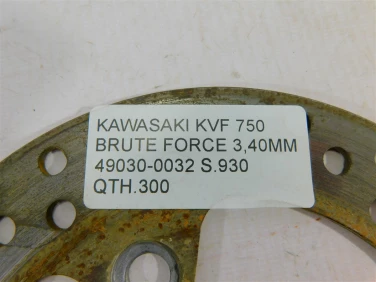 KAWASAKI KVF 750
BRUTE FORCE 3,40MM
49030-0032 S.930
QTH.300